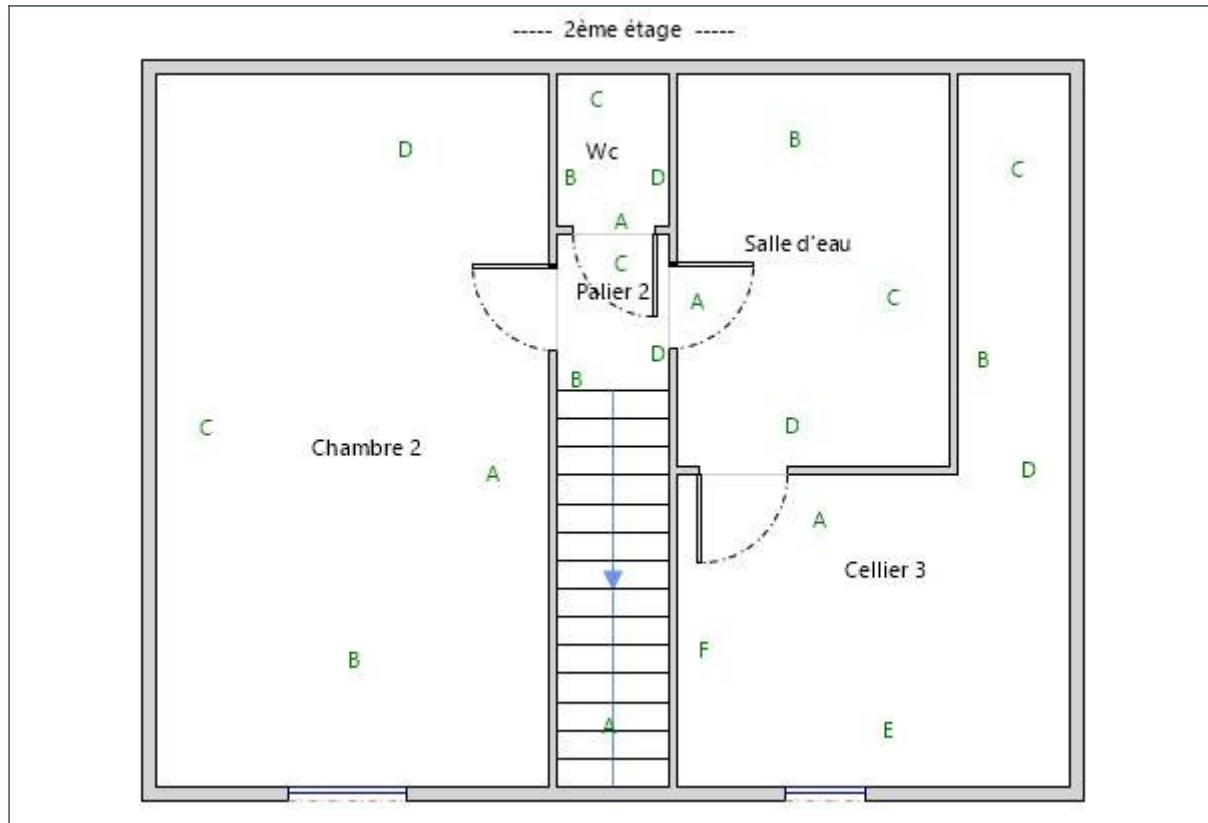 ----- 2ème étage -----
C
D
B
Wc
C
B
D
A
Salle d'eau
C
Palier 2
A
C
D
B
B
C
D
Chambre 2
A
D
A
Cellier 3
F
B
A
E